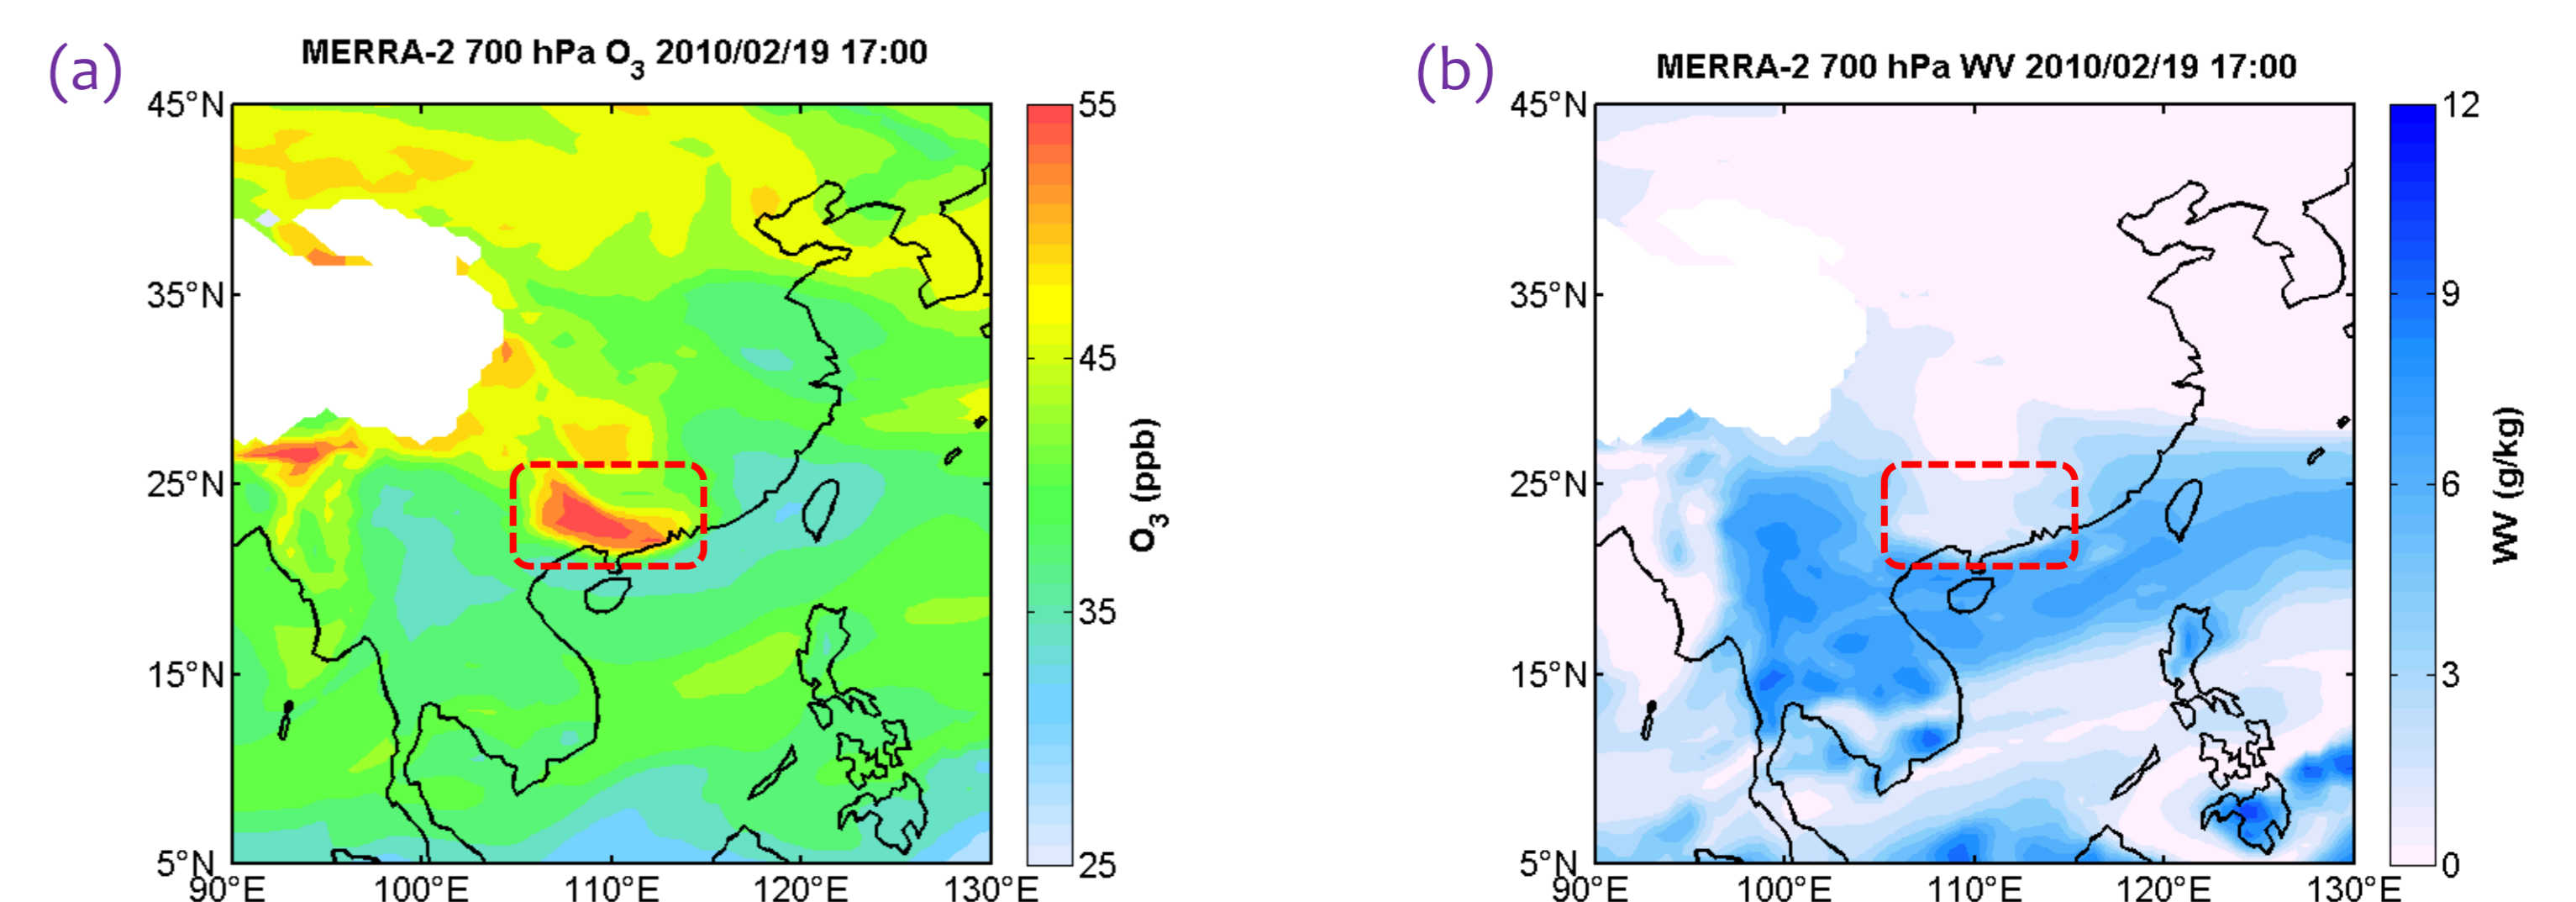 (a)
MERRA-2 700 hPa O3 2010/02/19 17:00
45°N
35°N
25°N
15°N
5°N
90°E 100°E 110°E 120°E 130°E
55
45
35
25
O3 (ppb)
(b)
MERRA-2 700 hPa WV 2010/02/19 17:00
45°N
35°N
25°N
15°N
5°N
90°E 100°E 110°E 120°E 130°E
12
9
6
3
0
WV (g/kg)